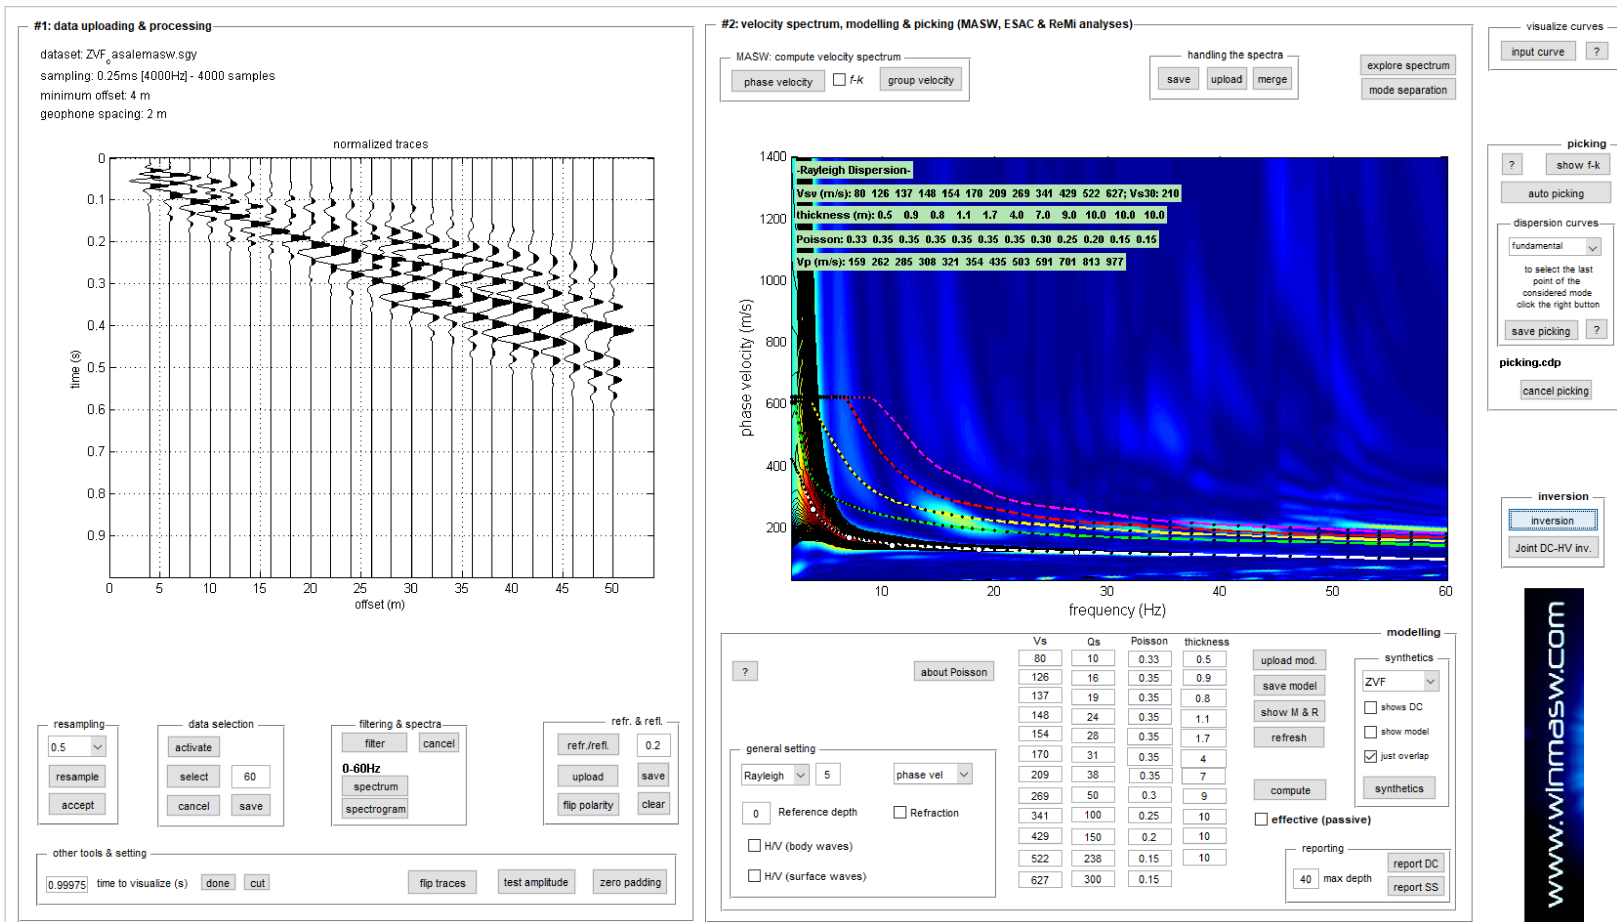 #1: data uploading & processing
dataset: ZVFcasalemasw.sgy
sampling: 0.25ms [4000Hz] - 4000 samples
minimum offset: 4 m
geophone spacing: 2 m
normalized traces
0
0.1
0.2
0.3
0.4
0.5
0.6
0.7
0.8
0.9
time (s)
0 5 10 15 20 25 30 35 40 45 50
offset (m)
resampling
0.5
resample
accept
data selection
activate
select 60
cancel save
filtering & spectra
filter cancel
0-60Hz
spectrum
spectrogram
refr. & refl.
refr./refl. 0.2
upload save
flip polarity clear
other tools & setting
0.99975 time to visualize (s) done cut flip traces test amplitude zero padding
#2: velocity spectrum, modelling & picking (MASW, ESAC & ReMi analyses)
MASW: compute velocity spectrum
phase velocity f-k group velocity
handling the spectra
save upload merge
explore spectrum
mode separation
-Rayleigh Dispersion-
Vsv (m/s): 80 126 137 148 154 170 209 269 341 429 522 627; Vs30: 210
thickness (m): 0.5 0.9 0.8 1.1 1.7 4.0 7.0 9.0 10.0 10.0 10.0
Poisson: 0.33 0.35 0.35 0.35 0.35 0.35 0.35 0.30 0.25 0.20 0.15 0.15
Vp (m/s): 159 262 285 308 321 354 435 503 591 701 813 977
1400
1200
1000
800
600
400
200
phase velocity (m/s)
10 20 30 40 50 60
frequency (Hz)
modelling
? about Poisson
general setting
Rayleigh 5 phase vel
0 Reference depth Refraction
H/V (body waves)
H/V (surface waves)
Vs Qs Poisson thickness
80 10 0.33 0.5
126 16 0.35 0.9
137 19 0.35 0.8
148 24 0.35 1.1
154 28 0.35 1.7
170 31 0.35 4
209 38 0.35 7
269 50 0.3 9
341 100 0.25 10
429 150 0.2 10
522 238 0.15 10
627 300 0.15
upload mod.
save model
show M & R
refresh
compute
effective (passive)
synthetics
ZVF
shows DC
show model
just overlap
synthetics
reporting
40 max depth
report DC
report SS
visualize curves
input curve ?
picking
? show f-k
auto picking
dispersion curves
fundamental
to select the last
point of the
considered mode
click the right button
save picking ?
picking.cdp
cancel picking
inversion
inversion
Joint DC-HV inv.
www.winmasw.com